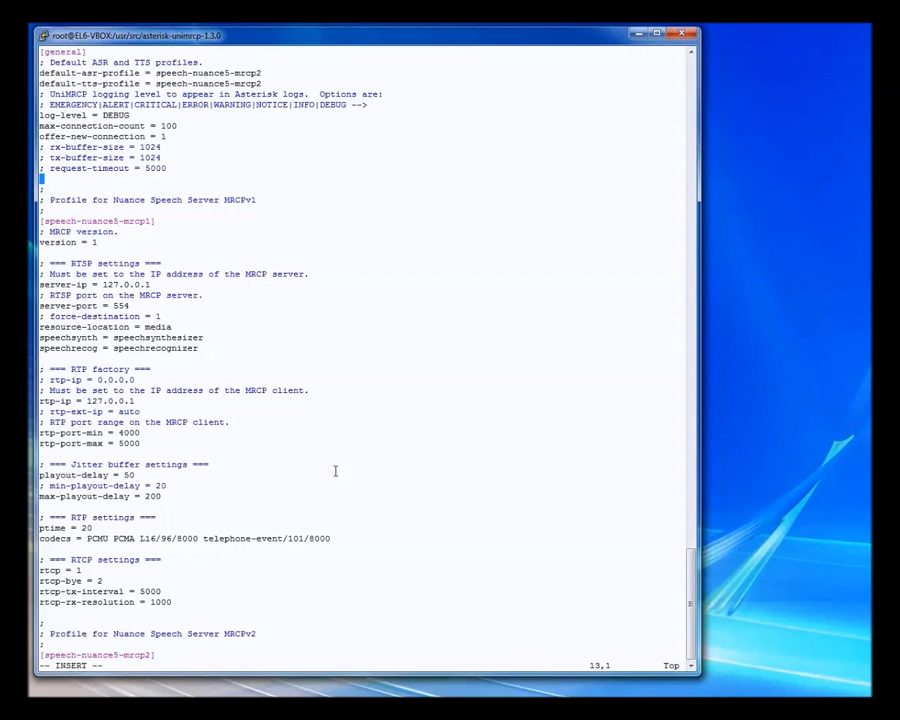 root@EL6-VBOX:/usr/src/asterisk-unimrcp-1.3.0
[general]
; Default ASR and TTS profiles.
default-asr-profile = speech-nuance5-mrcp2
default-tts-profile = speech-nuance5-mrcp2
; UniMRCP logging level to appear in Asterisk logs.  Options are:
; EMERGENCY|ALERT|CRITICAL|ERROR|WARNING|NOTICE|INFO|DEBUG -->
log-level = DEBUG
max-connection-count = 100
offer-new-connection = 1
; rx-buffer-size = 1024
; tx-buffer-size = 1024
; request-timeout = 5000
;
; Profile for Nuance Speech Server MRCPv1
;
[speech-nuance5-mrcp1]
; MRCP version.
version = 1
; === RTSP settings ===
; Must be set to the IP address of the MRCP server.
server-ip = 127.0.0.1
; RTSP port on the MRCP server.
server-port = 554
; force-destination = 1
resource-location = media
speechsynth = speechsynthesizer
speechrecog = speechrecognizer
; === RTP factory ===
; rtp-ip = 0.0.0.0
; Must be set to the IP address of the MRCP client.
rtp-ip = 127.0.0.1
; rtp-ext-ip = auto
; RTP port range on the MRCP client.
rtp-port-min = 4000
rtp-port-max = 5000
; === Jitter buffer settings ===
playout-delay = 50
; min-playout-delay = 20
max-playout-delay = 200
; === RTP settings ===
ptime = 20
codecs = PCMU PCMA L16/96/8000 telephone-event/101/8000
; === RTCP settings ===
rtcp = 1
rtcp-bye = 2
rtcp-tx-interval = 5000
rtcp-rx-resolution = 1000
;
; Profile for Nuance Speech Server MRCPv2
;
[speech-nuance5-mrcp2]
-- INSERT -- 13,1 Top